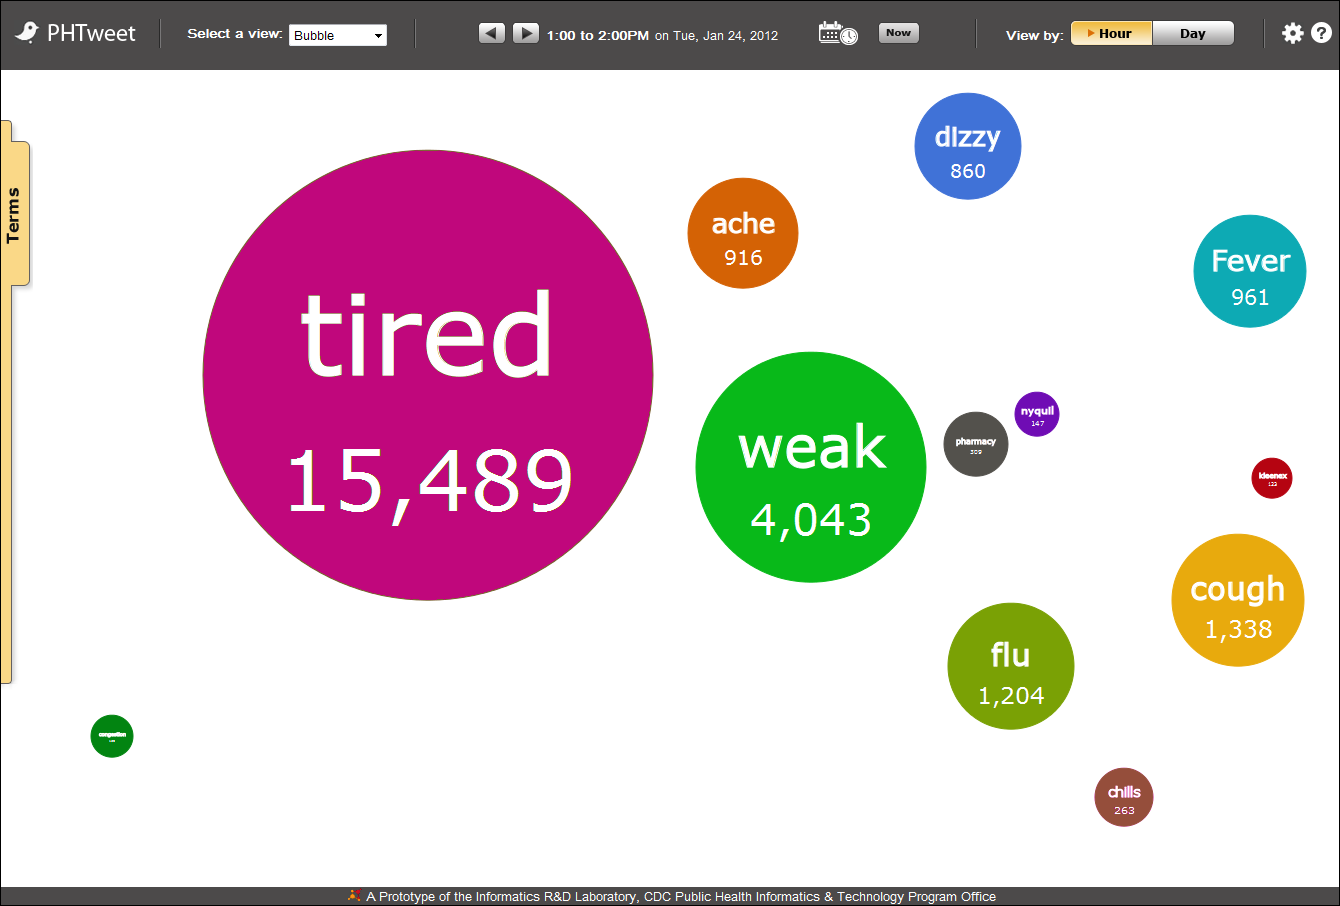 PHTweet
Select a view: Bubble
1:00 to 2:00PM on Tue, Jan 24, 2012
Now
View by: Hour Day
?
Terms
dIzzy
860
ache
916
Fever
961
tired
15,489
weak
4,043
nyquil
147
pharmacy
309
kleenex
123
cough
1,338
flu
1,204
congestion
chills
263
A Prototype of the Informatics R&D Laboratory, CDC Public Health Informatics & Technology Program Office